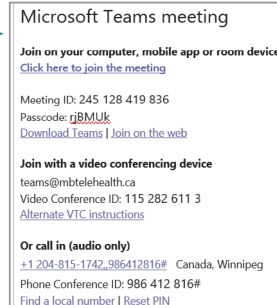 Microsoft Teams meeting
Join on your computer, mobile app or room device
Click here to join the meeting
Meeting ID: 245 128 419 836
Passcode: rjBMUk
Download Teams | Join on the web
Join with a video conferencing device
teams@mbtelehealth.ca
Video Conference ID: 115 282 611 3
Alternate VTC instructions
Or call in (audio only)
+1 204-815-1742,,986412816# Canada, Winnipeg
Phone Conference ID: 986 412 816#
Find a local number | Reset PIN